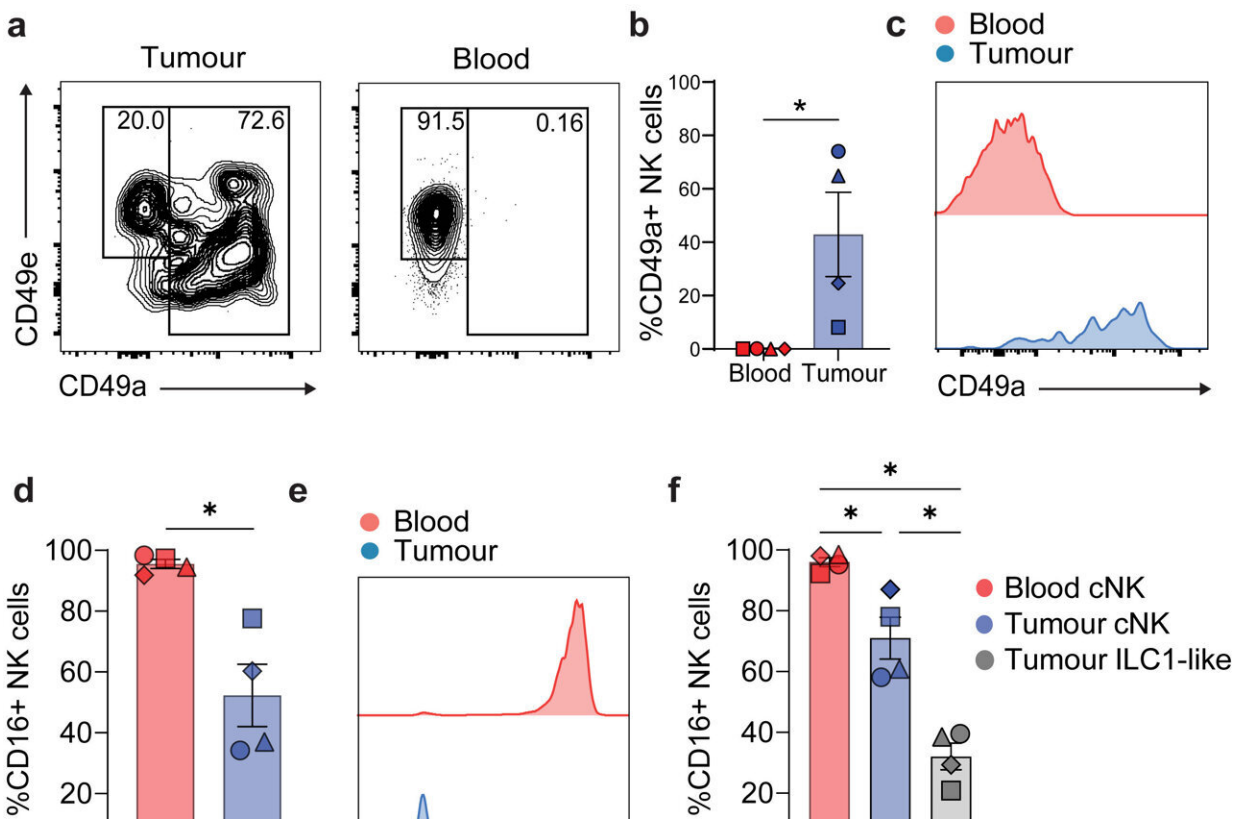 a
Tumour
Blood
20.0
72.6
91.5
0.16
CD49e
CD49a
b
%CD49a+ NK cells
100
80
60
40
20
0
*
Blood Tumour
c
Blood
Tumour
CD49a
d
%CD16+ NK cells
100
80
60
40
20
*
e
Blood
Tumour
f
%CD16+ NK cells
100
80
60
40
20
*
* *
Blood cNK
Tumour cNK
Tumour ILC1-like